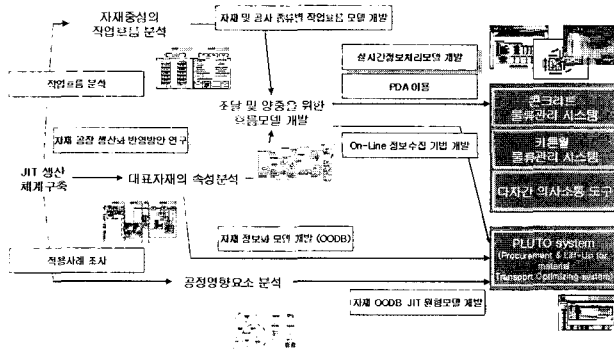 자재중심의
작업흐름 분석
자재 및 공사 종류별 작업흐름 모델 개발
실시간정보처리모델 개발
PDA 이용
작업흐름 분석
조달 및 양중을 위한
흐름모델 개발
콘크리트
물류관리 시스템
자재 공장 생산과 반영방안 연구
On-Line 정보수집 기법 개발
커튼월
물류관리 시스템
JIT 생산
체계구축
대표자재의 속성분석
다자간 의사소통 도구
자재 정보화 모델 개발 (OODB)
PLUTO system
(Procurement & Lift-Up for
material
Transport Optimizing system)
적용사례 조사
공정영향요소 분석
자재 OODB JIT 원형모델 개발